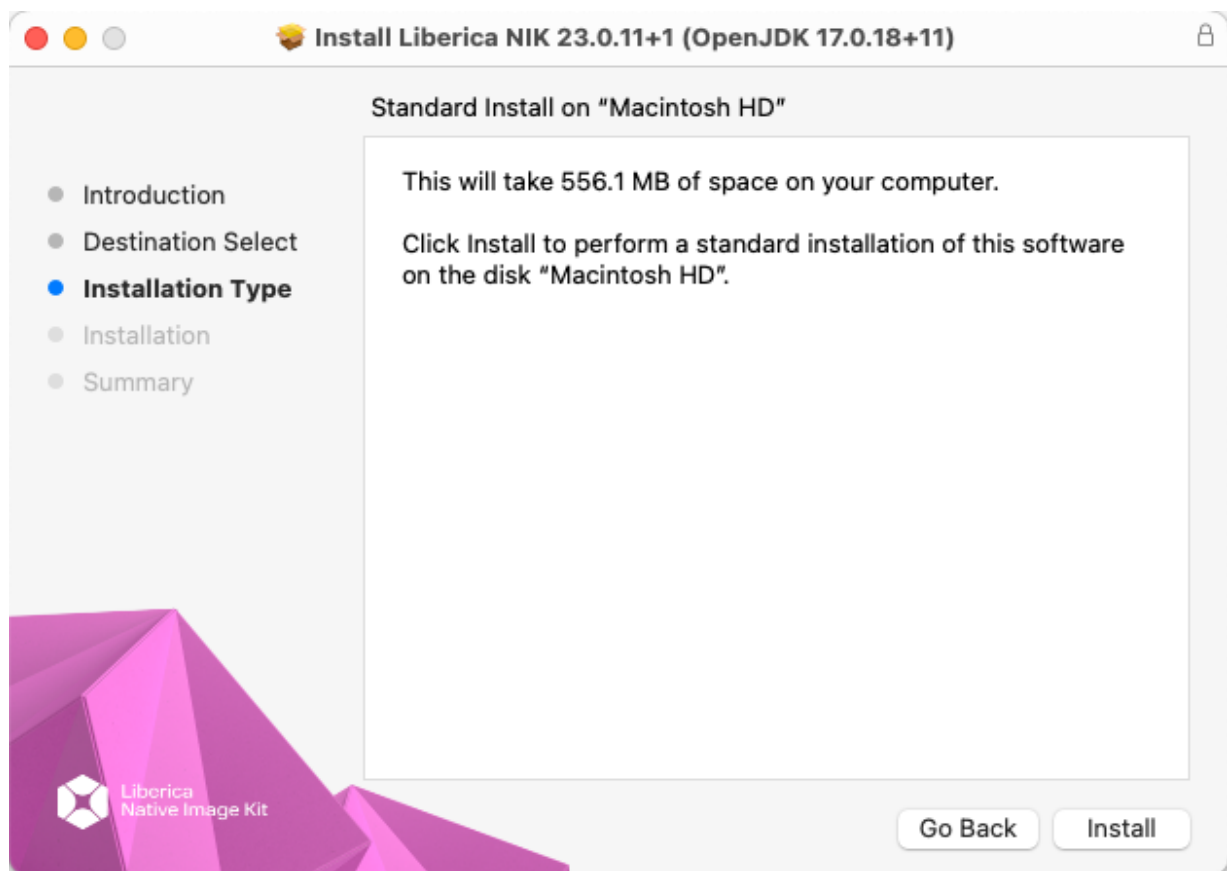 Install Liberica NIK 23.0.11+1 (OpenJDK 17.0.18+11)
Standard Install on “Macintosh HD”
Introduction
Destination Select
Installation Type
Installation
Summary
This will take 556.1 MB of space on your computer.
Click Install to perform a standard installation of this software
on the disk “Macintosh HD”.
Liberica
Native Image Kit
Go Back
Install